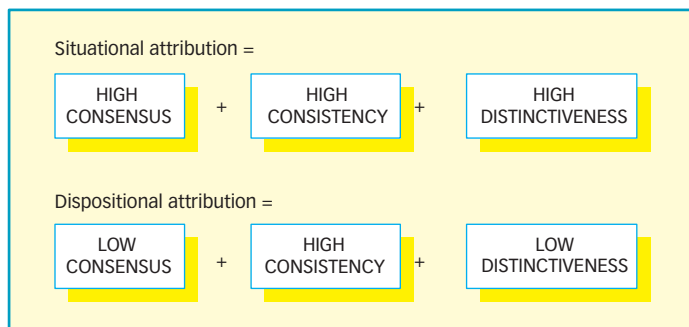 Situational attribution =
HIGH CONSENSUS + HIGH CONSISTENCY + HIGH DISTINCTIVENESS
Dispositional attribution =
LOW CONSENSUS + HIGH CONSISTENCY + LOW DISTINCTIVENESS